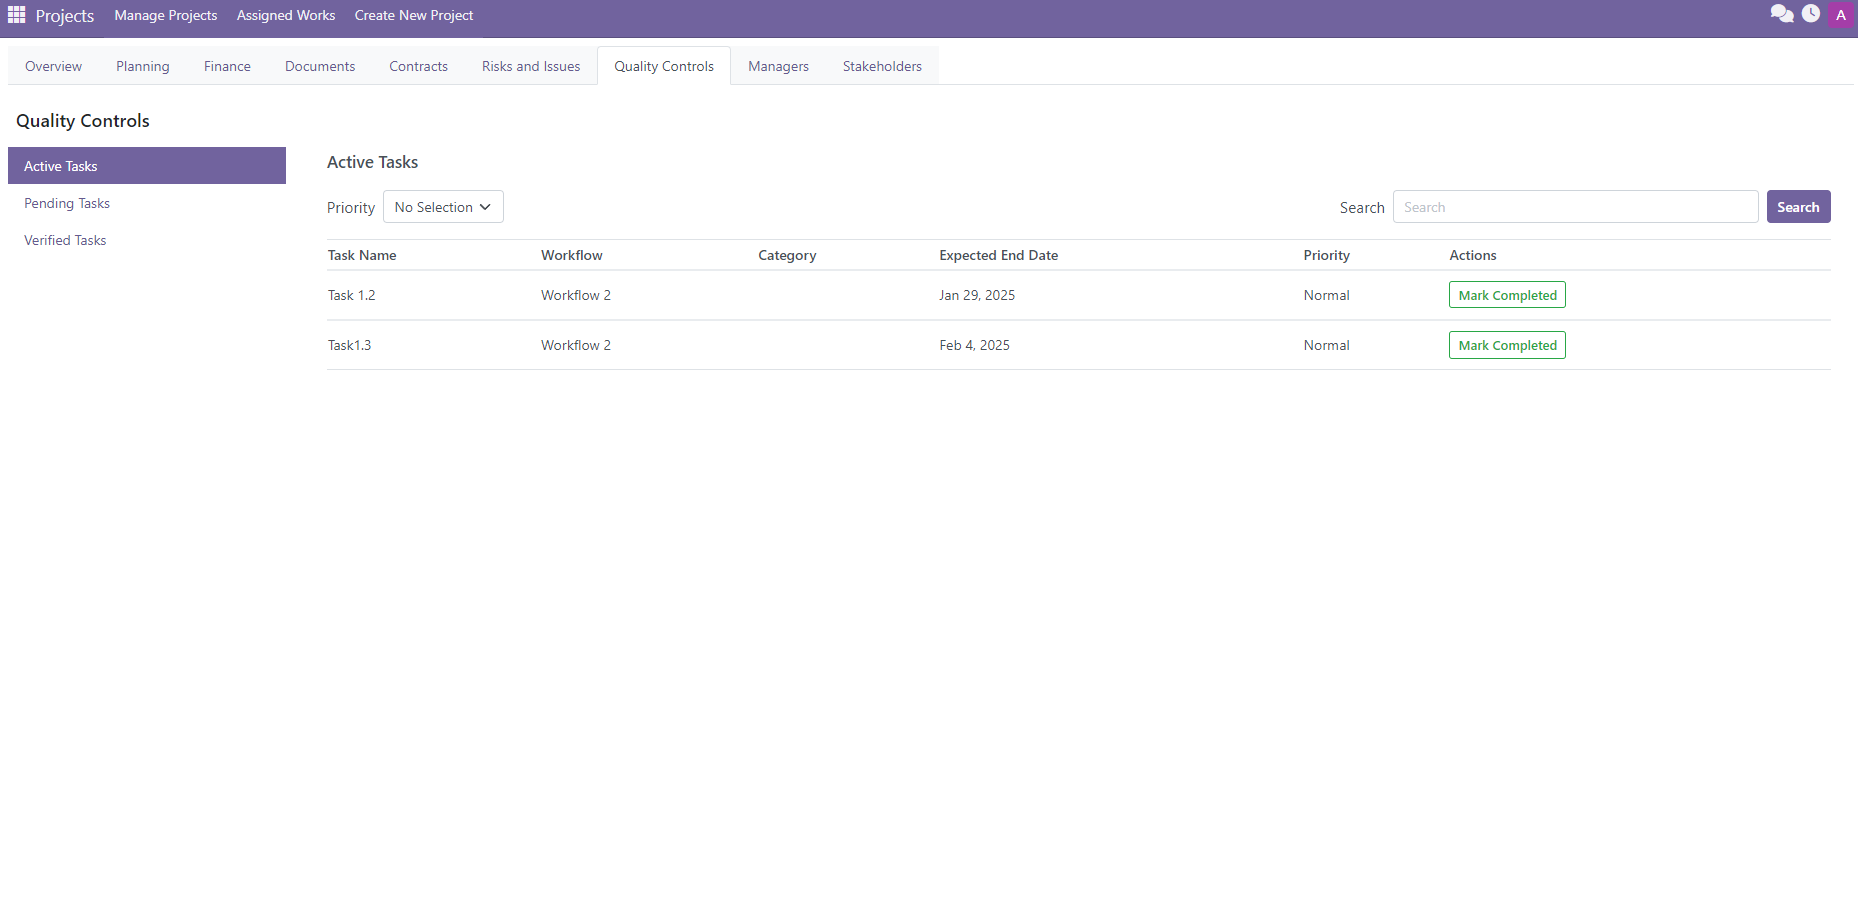 Projects Manage Projects Assigned Works Create New Project A
Overview Planning Finance Documents Contracts Risks and Issues Quality Controls Managers Stakeholders
Quality Controls
Active Tasks
Pending Tasks
Verified Tasks
Active Tasks
Priority No Selection Search Search Search
Task Name Workflow Category Expected End Date Priority Actions
Task 1.2 Workflow 2 Jan 29, 2025 Normal Mark Completed
Task1.3 Workflow 2 Feb 4, 2025 Normal Mark Completed